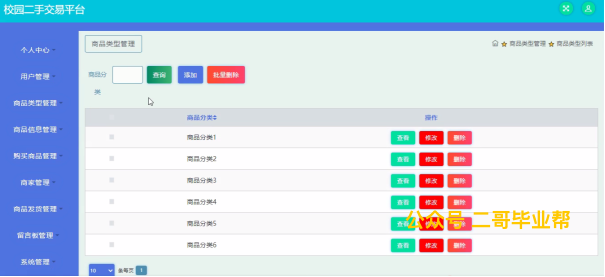 校园二手交易平台
个人中心
用户管理
商品类型管理
商品信息管理
购买商品管理
商家管理
商品发货管理
留言板管理
系统管理
商品类型管理
商品类型管理 商品类型列表
商品分类
查询 添加 批量删除
商品分类 操作
商品分类1 查看 修改 删除
商品分类2 查看 修改 删除
商品分类3 查看 修改 删除
商品分类4 查看 修改 删除
商品分类5 查看 修改 删除
商品分类6 查看 修改 删除
公众号 二哥毕业帮
10 条每页 1